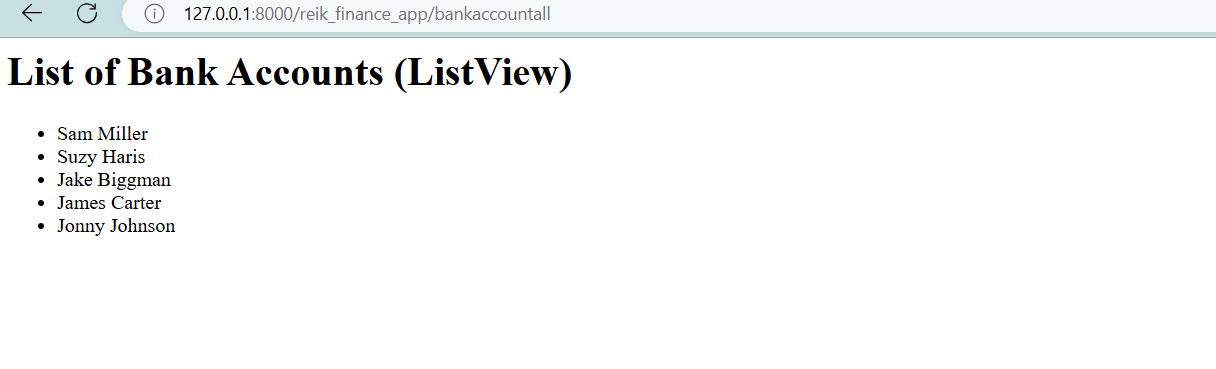 127.0.0.1:8000/reik_finance_app/bankaccountall
List of Bank Accounts (ListView)
Sam Miller
Suzy Haris
Jake Biggman
James Carter
Jonny Johnson